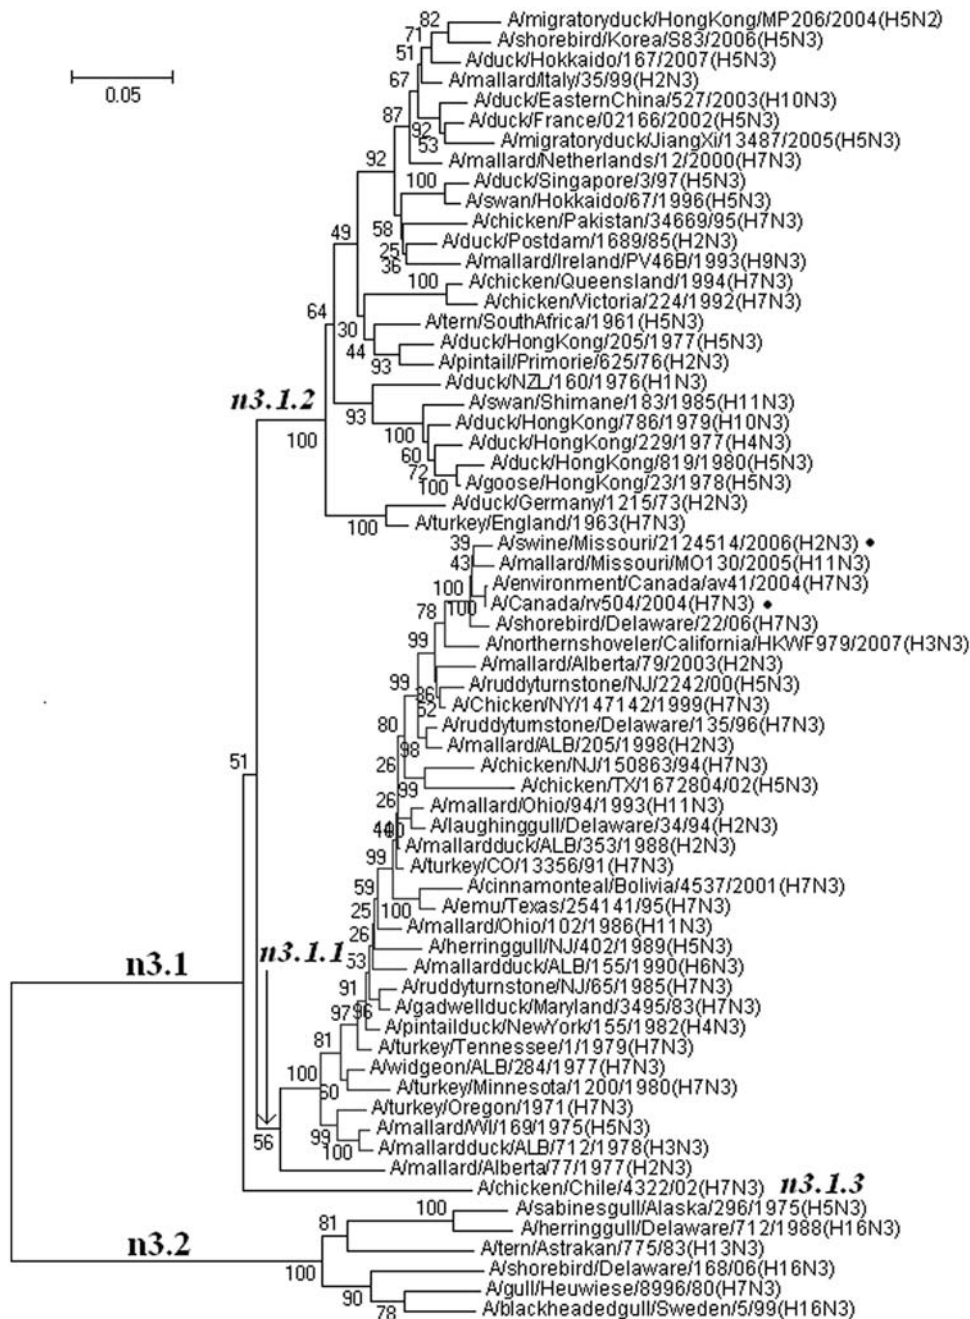 82
A/migratoryduck/HongKong/MP206/2004(H5N2)
71
A/shorebird/Korea/S83/2006(H5N3)
51
A/duck/Hokkaido/167/2007(H5N3)
67
A/mallard/Italy/35/99(H2N3)
0.05
A/duck/EasternChina/527/2003(H10N3)
87
A/duck/France/02166/2002(H5N3)
92
53
A/migratoryduck/JiangXi/13487/2005(H5N3)
92
A/mallard/Netherlands/12/2000(H7N3)
100
A/duck/Singapore/3/97(H5N3)
A/swan/Hokkaido/67/1996(H5N3)
A/chicken/Pakistan/34669/95(H7N3)
58
49
A/duck/Postdam/1689/85(H2N3)
25
36
A/mallard/Ireland/PV46B/1993(H9N3)
100
A/chicken/Queensland/1994(H7N3)
A/chicken/Victoria/224/1992(H7N3)
64
30
A/tern/SouthAfrica/1961(H5N3)
44
A/duck/HongKong/205/1977(H5N3)
93
A/pintail/Primorie/625/76(H2N3)
A/duck/NZL/160/1976(H1N3)
n3.1.2
93
A/swan/Shimane/183/1985(H11N3)
100
100
A/duck/HongKong/786/1979(H10N3)
A/duck/HongKong/229/1977(H4N3)
60
72
A/duck/HongKong/819/1980(H5N3)
100
A/goose/HongKong/23/1978(H5N3)
A/duck/Germany/1215/73(H2N3)
100
A/turkey/England/1963(H7N3)
39
A/swine/Missouri/2124514/2006(H2N3) •
43
A/mallard/Missouri/MO130/2005(H11N3)
100
A/environment/Canada/av41/2004(H7N3)
100
A/Canada/rv504/2004(H7N3) •
78
A/shorebird/Delaware/22/06(H7N3)
99
A/northernshoveler/California/HKWF979/2007(H3N3)
A/mallard/Alberta/79/2003(H2N3)
99
A/ruddyturnstone/NJ/2242/00(H5N3)
52
A/Chicken/NY/147142/1999(H7N3)
80
A/ruddyturnstone/Delaware/135/96(H7N3)
98
A/mallard/ALB/205/1998(H2N3)
51
26
A/chicken/NJ/150863/94(H7N3)
99
A/chicken/TX/1672804/02(H5N3)
26
A/mallard/Ohio/94/1993(H11N3)
A/laughinggull/Delaware/34/94(H2N3)
A/mallardduck/ALB/353/1988(H2N3)
99
A/turkey/CO/13356/91(H7N3)
59
A/cinnamonteal/Bolivia/4537/2001(H7N3)
25
100
A/emu/Texas/254141/95(H7N3)
A/mallard/Ohio/102/1986(H11N3)
26
n3.1.1
A/herringgull/NJ/402/1989(H5N3)
53
n3.1
A/mallardduck/ALB/155/1990(H6N3)
91
A/ruddyturnstone/NJ/65/1985(H7N3)
97
96
A/gadwellduck/Maryland/3495/83(H7N3)
A/pintailduck/NewYork/155/1982(H4N3)
81
A/turkey/Tennessee/1/1979(H7N3)
100
A/widgeon/ALB/284/1977(H7N3)
60
A/turkey/Minnesota/1200/1980(H7N3)
A/turkey/Oregon/1971(H7N3)
56
99
A/mallard/WI/169/1975(H5N3)
100
A/mallardduck/ALB/712/1978(H3N3)
A/mallard/Alberta/77/1977(H2N3)
A/chicken/Chile/4322/02(H7N3) n3.1.3
100
A/sabinesgull/Alaska/296/1975(H5N3)
81
A/herringgull/Delaware/712/1988(H16N3)
n3.2
A/tern/Astrakan/775/83(H13N3)
100
A/shorebird/Delaware/168/06(H16N3)
90
A/gull/Heuwiese/8996/80(H7N3)
78
A/blackheadedgull/Sweden/5/99(H16N3)